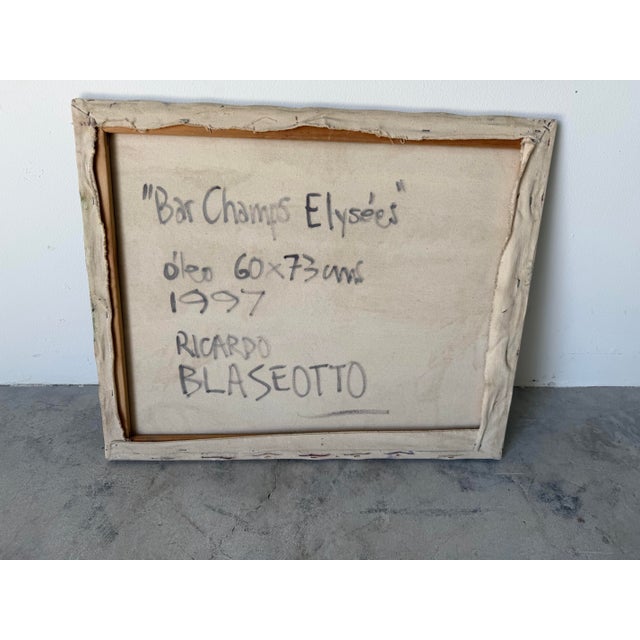 "Bar Champs Elysées"
óleo 60x73 cms
1997
RICARDO
BLASEOTTO